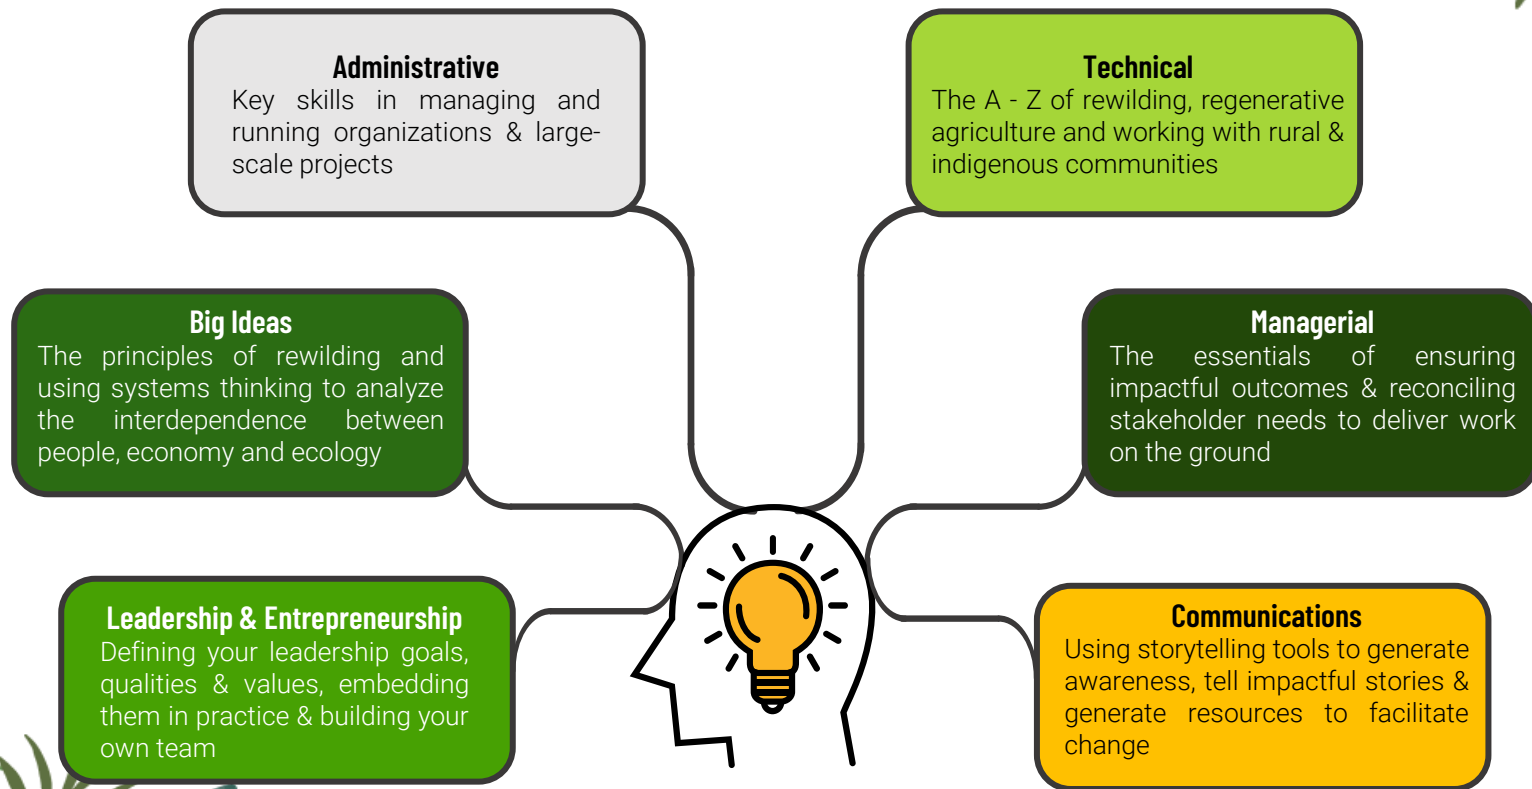 Administrative
Key skills in managing and
running organizations & large-
scale projects
Technical
The A - Z of rewilding, regenerative
agriculture and working with rural &
indigenous communities
Big Ideas
The principles of rewilding and
using systems thinking to analyze
the interdependence between
people, economy and ecology
Managerial
The essentials of ensuring
impactful outcomes & reconciling
stakeholder needs to deliver work
on the ground
Leadership & Entrepreneurship
Defining your leadership goals,
qualities & values, embedding
them in practice & building your
own team
Communications
Using storytelling tools to generate
awareness, tell impactful stories &
generate resources to facilitate
change